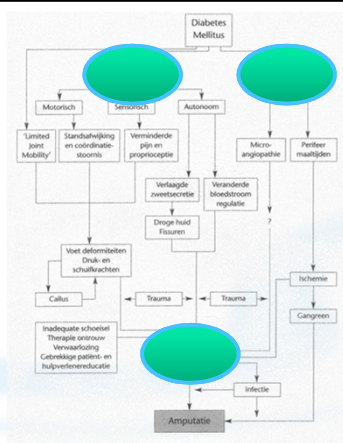 Diabetes
Mellitus
Motorisch
Sensorisch
Autonoom
'Limited
Joint
Mobility'
Standsafwijking
en coördinatie-
stoornis
Verminderde
pijn en
proprioceptie
Micro-
angiopathie
Perifeer
maaltijden
Verlaagde
zweetsecretie
Veranderde
bloedstroom
regulatie
Droge huid
Fissuren
?
Voet deformiteiten
Druk- en
schuifkrachten
Ischemie
Callus
Trauma
Trauma
Gangreen
Inadequate schoeisel
Therapie ontrouw
Verwaarlozing
Gebrekkige patiënt- en
hulpverlenereducatie
Infectie
Amputatie